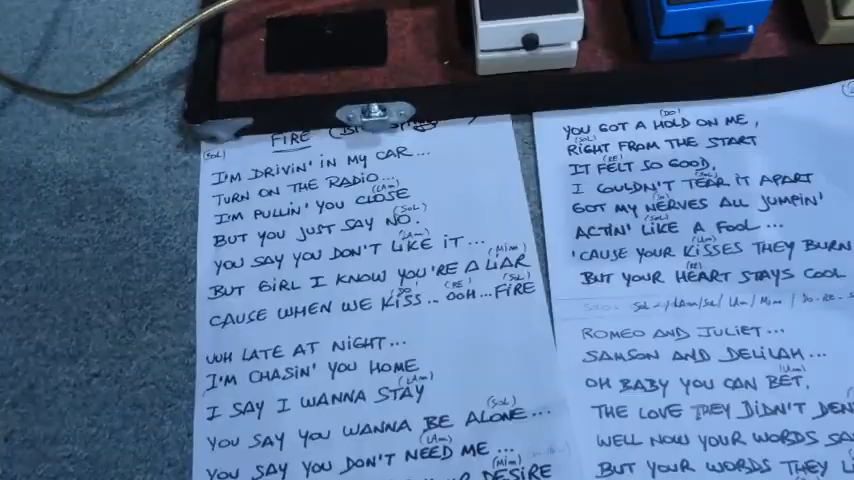 FIRE
(SOL)
I'M DRIVIN' IN MY CAR...
TURN ON THE RADIO...
(LAm)
I'M PULLIN' YOU CLOSE
(SOL)
BUT YOU JUST SAY NO.
(LAm)
YOU SAY YOU DON'T LIKE IT...
(MIm)
BUT GIRL I KNOW YOU'RE A LIAR
(DO) (RE) (SOL)
CAUSE WHEN WE KISS... OOH... FIRE
UUH LATE AT NIGHT...
I'M CHASIN' YOU HOME
(LAm)
I SAY I WANNA STAY
(SOL)
YOU SAY YOU WANNA BE ALONE...
(LAm)
YOU SAY YOU DON'T NEED ME...
(MIm)
DESIRE
(DO)
YOU GOT A HOLD ON ME,
(SOL)
RIGHT FROM THE START
(RE)
IT FELT SO GOOD,
(SOL)
I COULDN'T TEAR IT APART
GOT MY NERVES ALL JUMPIN'
(SOL)
ACTIN' LIKE A FOOL...
(LAm)
'CAUSE YOUR KISSES THEY BURN
(RE)
BUT YOUR HEART STAYS COOL
ROMEO AND JULIET...
SAMSON AND DELILAH...
(LAm)
OH BABY YOU CAN BET,
THE LOVE THEY DIDN'T
WELL NOW YOUR WORDS
BUT YOUR WORDS THEY